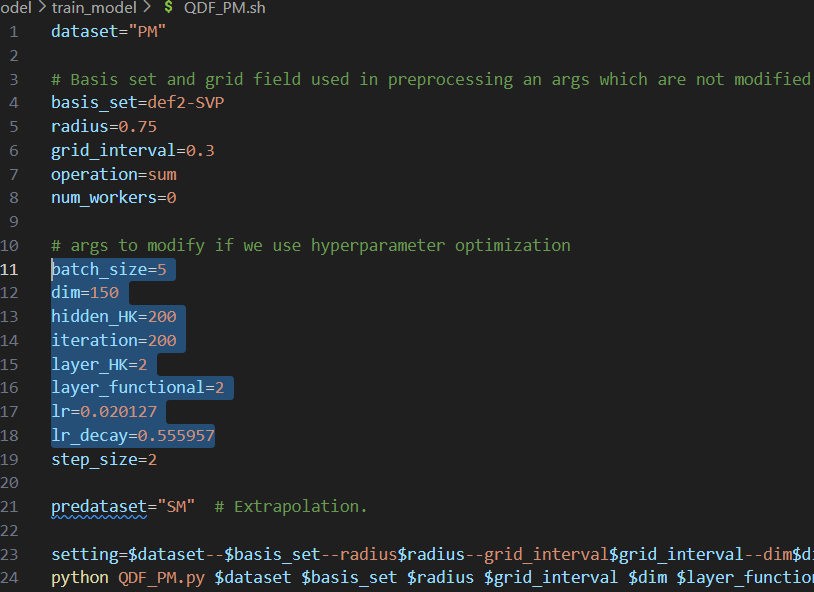 odel > train_model > $ QDF_PM.sh
1 dataset="PM"
2
3 # Basis set and grid field used in preprocessing an args which are not modified
4 basis_set=def2-SVP
5 radius=0.75
6 grid_interval=0.3
7 operation=sum
8 num_workers=0
9
10 # args to modify if we use hyperparameter optimization
11 batch_size=5
12 dim=150
13 hidden_HK=200
14 iteration=200
15 layer_HK=2
16 layer_functional=2
17 lr=0.020127
18 lr_decay=0.555957
19 step_size=2
20
21 predataset="SM"  # Extrapolation.
22
23 setting=$dataset--$basis_set--radius$radius--grid_interval$grid_interval--dim$di
24 python QDF_PM.py $dataset $basis_set $radius $grid_interval $dim $layer_functio